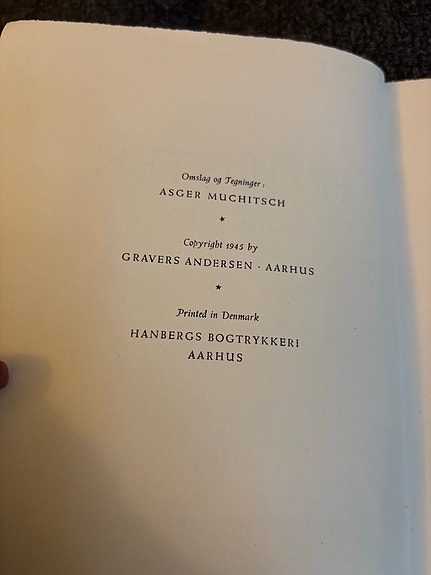 Omslag og Tegninger:
ASGER MUCHITSCH
*
Copyright 1945 by
GRAVERS ANDERSEN · AARHUS
*
Printed in Denmark
HANBERGS BOGTRYKKERI
AARHUS